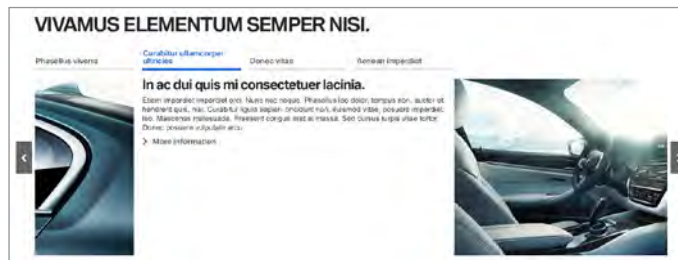 VIVAMUS ELEMENTUM SEMPER NISI.
Phasellus viverra
Curabitur ullamcorper
ultricies
Donec vitae
Aenean imperdiet
In ac dui quis mi consectetuer lacinia.
Etiam imperdiet imperdiet orci. Nunc nec neque. Phasellus leo dolor, tempus non, auctor et,
hendrerit quis, nisi. Curabitur ligula sapien, tincidunt non, euismod vitae, posuere imperdiet,
leo. Maecenas malesuada. Praesent congue erat at massa. Sed cursus turpis vitae tortor.
Donec posuere vulputate arcu.
More information